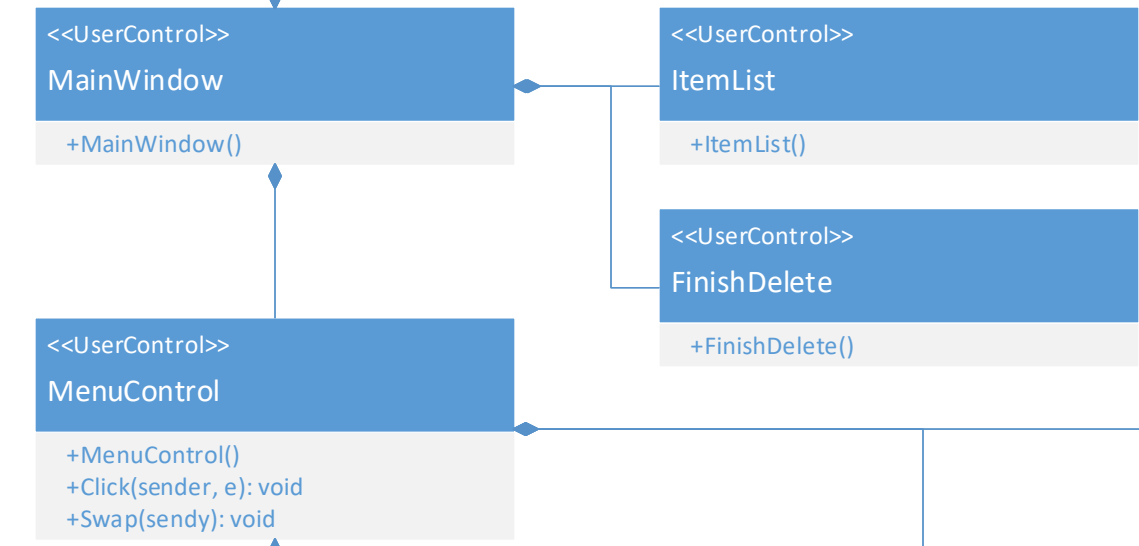 <<UserControl>>
MainWindow
+MainWindow()
<<UserControl>>
ItemList
+ItemList()
<<UserControl>>
FinishDelete
+FinishDelete()
<<UserControl>>
MenuControl
+MenuControl()
+Click(sender, e): void
+Swap(sendy): void